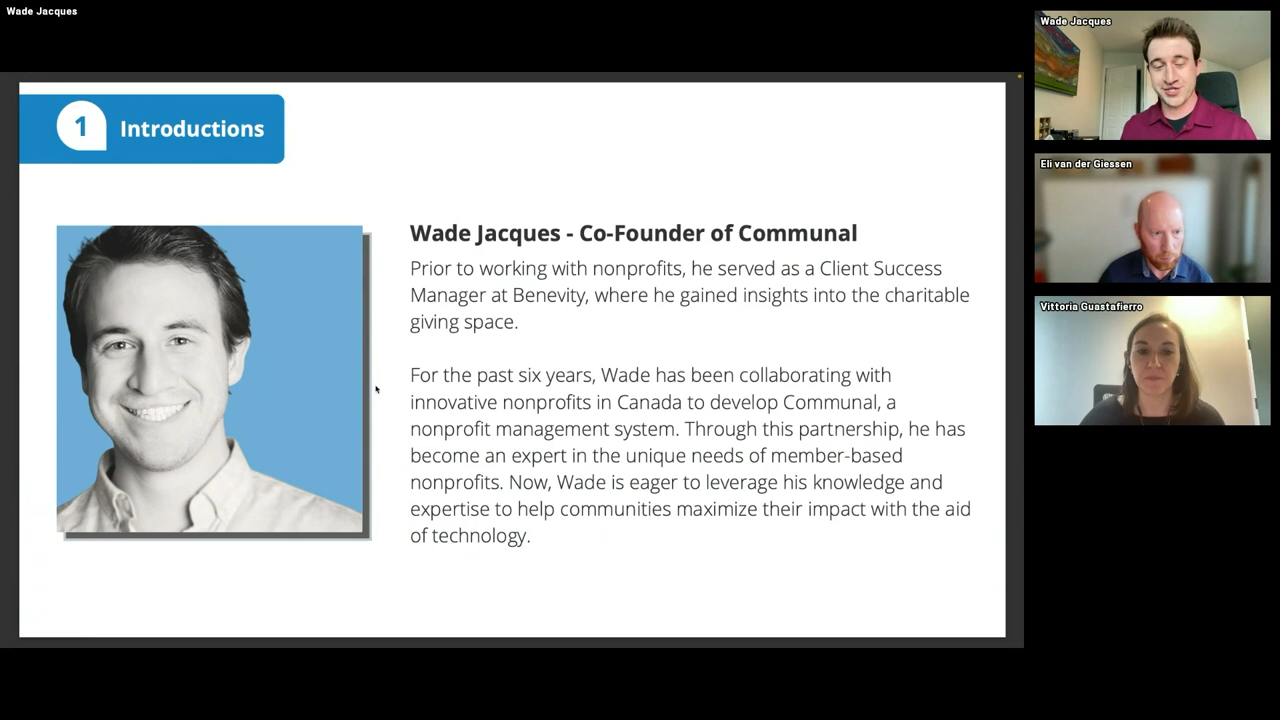 Wade Jacques
1
Introductions
Wade Jacques - Co-Founder of Communal
Prior to working with nonprofits, he served as a Client Success
Manager at Benevity, where he gained insights into the charitable
giving space.
For the past six years, Wade has been collaborating with
innovative nonprofits in Canada to develop Communal, a
nonprofit management system. Through this partnership, he has
become an expert in the unique needs of member-based
nonprofits. Now, Wade is eager to leverage his knowledge and
expertise to help communities maximize their impact with the aid
of technology.
Wade Jacques
Eli van der Giessen
Vittoria Guastafierro